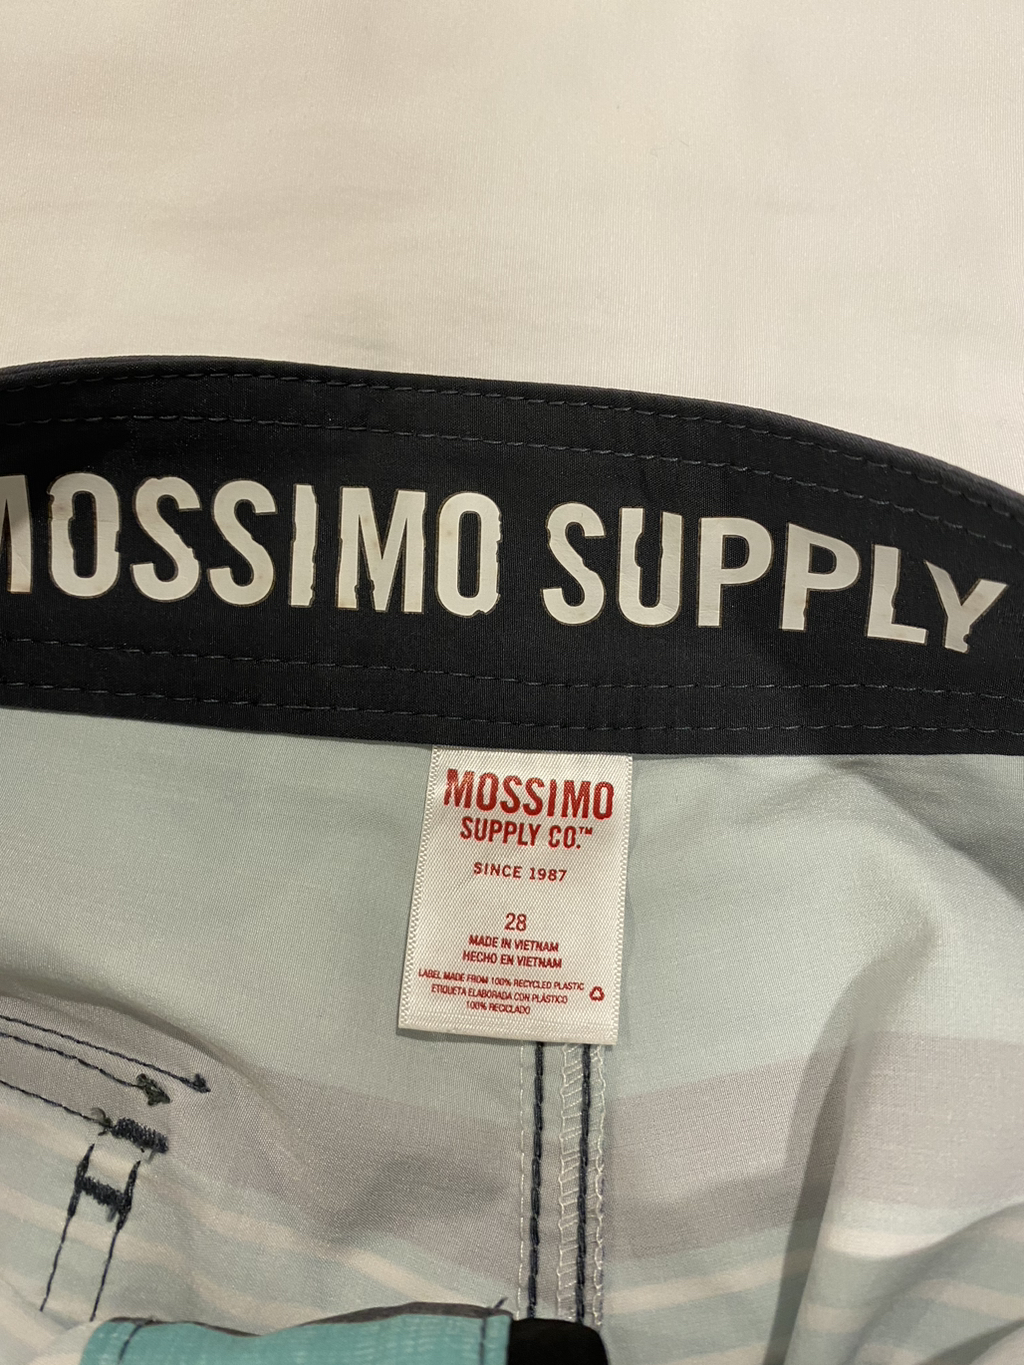 MOSSIMO SUPPLY
MOSSIMO
SUPPLY CO.™
SINCE 1987
28
MADE IN VIETNAM
HECHO EN VIETNAM
LABEL MADE FROM 100% RECYCLED PLASTIC
ETIQUETA ELABORADA CON PLÁSTICO
100% RECICLADO